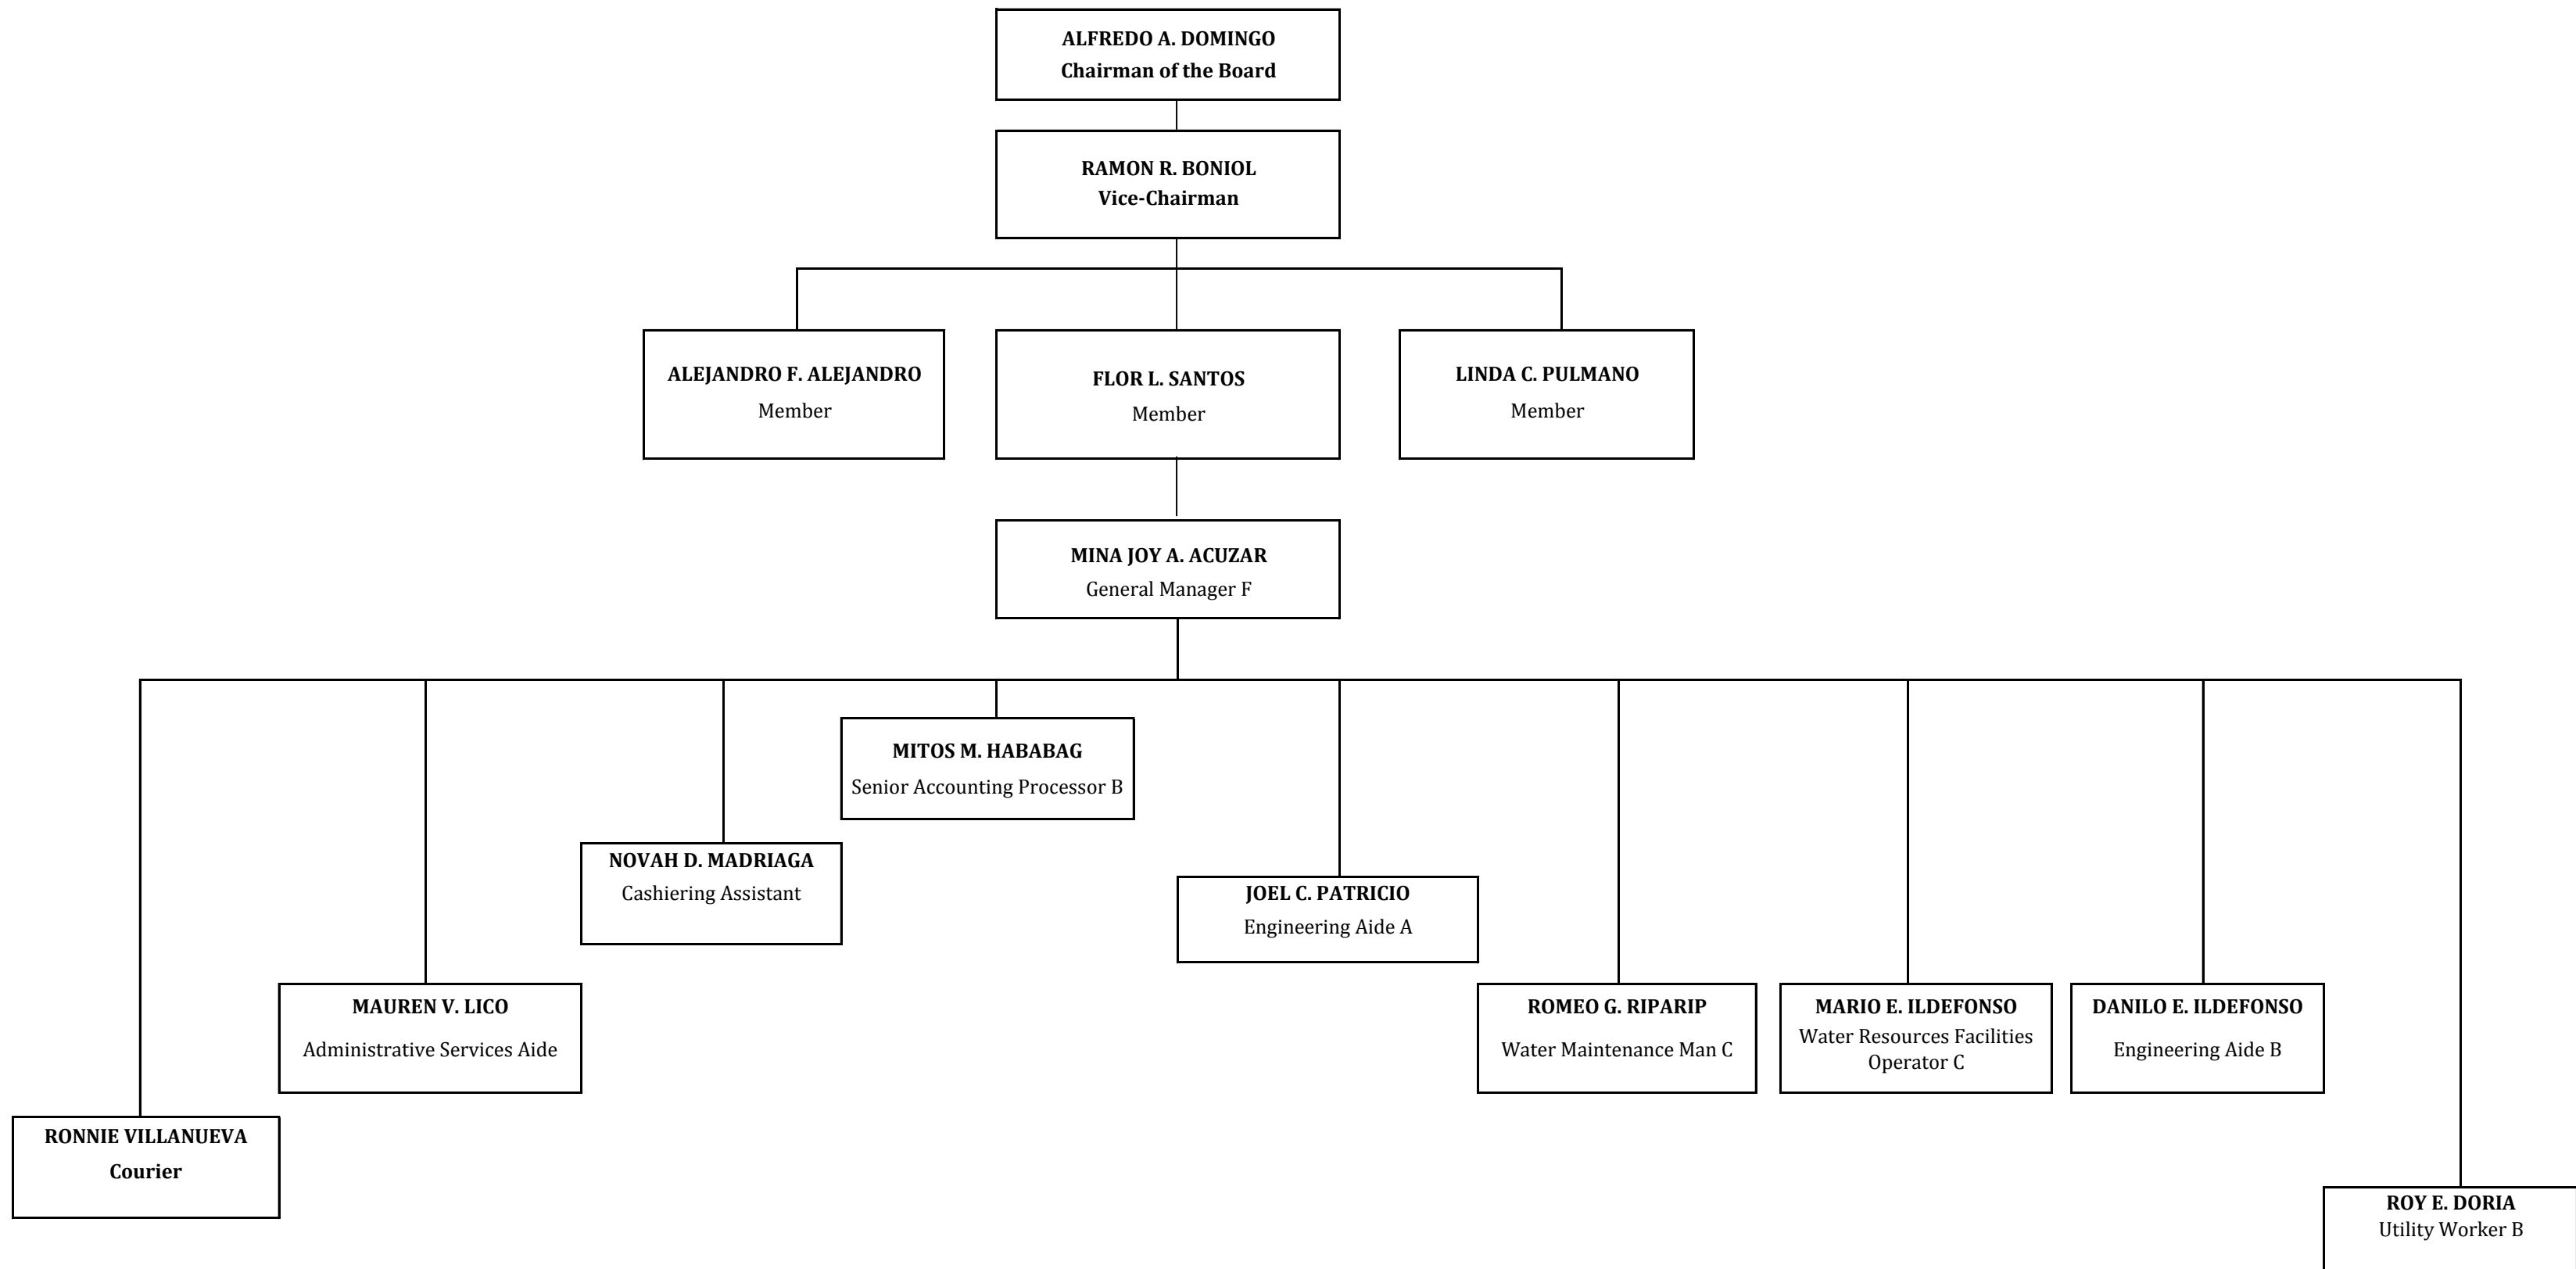 ALFREDO A. DOMINGO
Chairman of the Board
RAMON R. BONIOL
Vice-Chairman
ALEJANDRO F. ALEJANDRO
Member
FLOR L. SANTOS
Member
LINDA C. PULMANO
Member
MINA JOY A. ACUZAR
General Manager F
MITOS M. HABABAG
Senior Accounting Processor B
NOVAH D. MADRIAGA
Cashiering Assistant
JOEL C. PATRICIO
Engineering Aide A
MAUREN V. LICO
Administrative Services Aide
ROMEO G. RIPARIP
Water Maintenance Man C
MARIO E. ILDEFONSO
Water Resources Facilities
Operator C
DANILO E. ILDEFONSO
Engineering Aide B
RONNIE VILLANUEVA
Courier
ROY E. DORIA
Utility Worker B